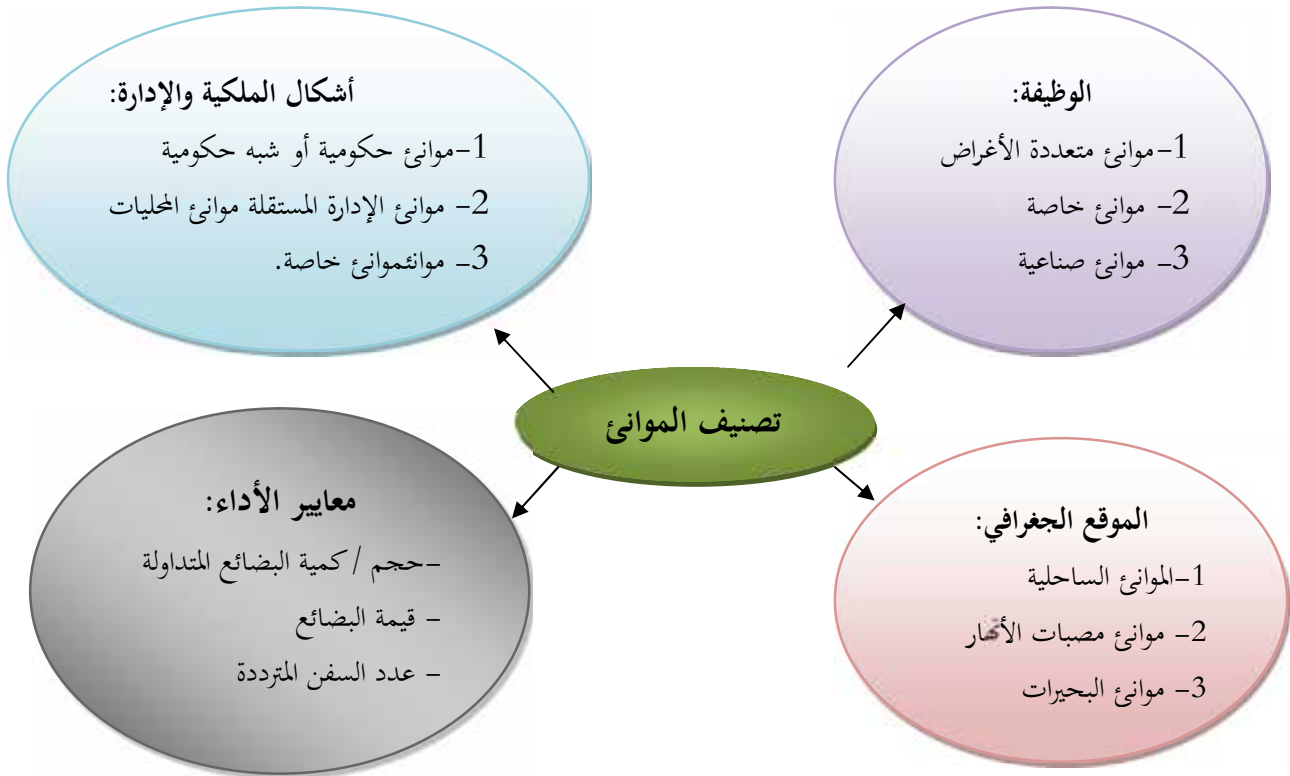 الوظيفة:
1-موانئ متعددة الأغراض
2- موانئ خاصة
3- موانئ صناعية
أشكال الملكية والإدارة:
1-موانئ حكومية أو شبه حكومية
2- موانئ الإدارة المستقلة موانئ المحليات
3- موانئموانئ خاصة.
تصنيف الموانئ
الموقع الجغرافي:
1-الموانئ الساحلية
2- موانئ مصبات الأنهار
3- موانئ البحيرات
معايير الأداء:
-حجم / كمية البضائع المتداولة
- قيمة البضائع
- عدد السفن المترددة